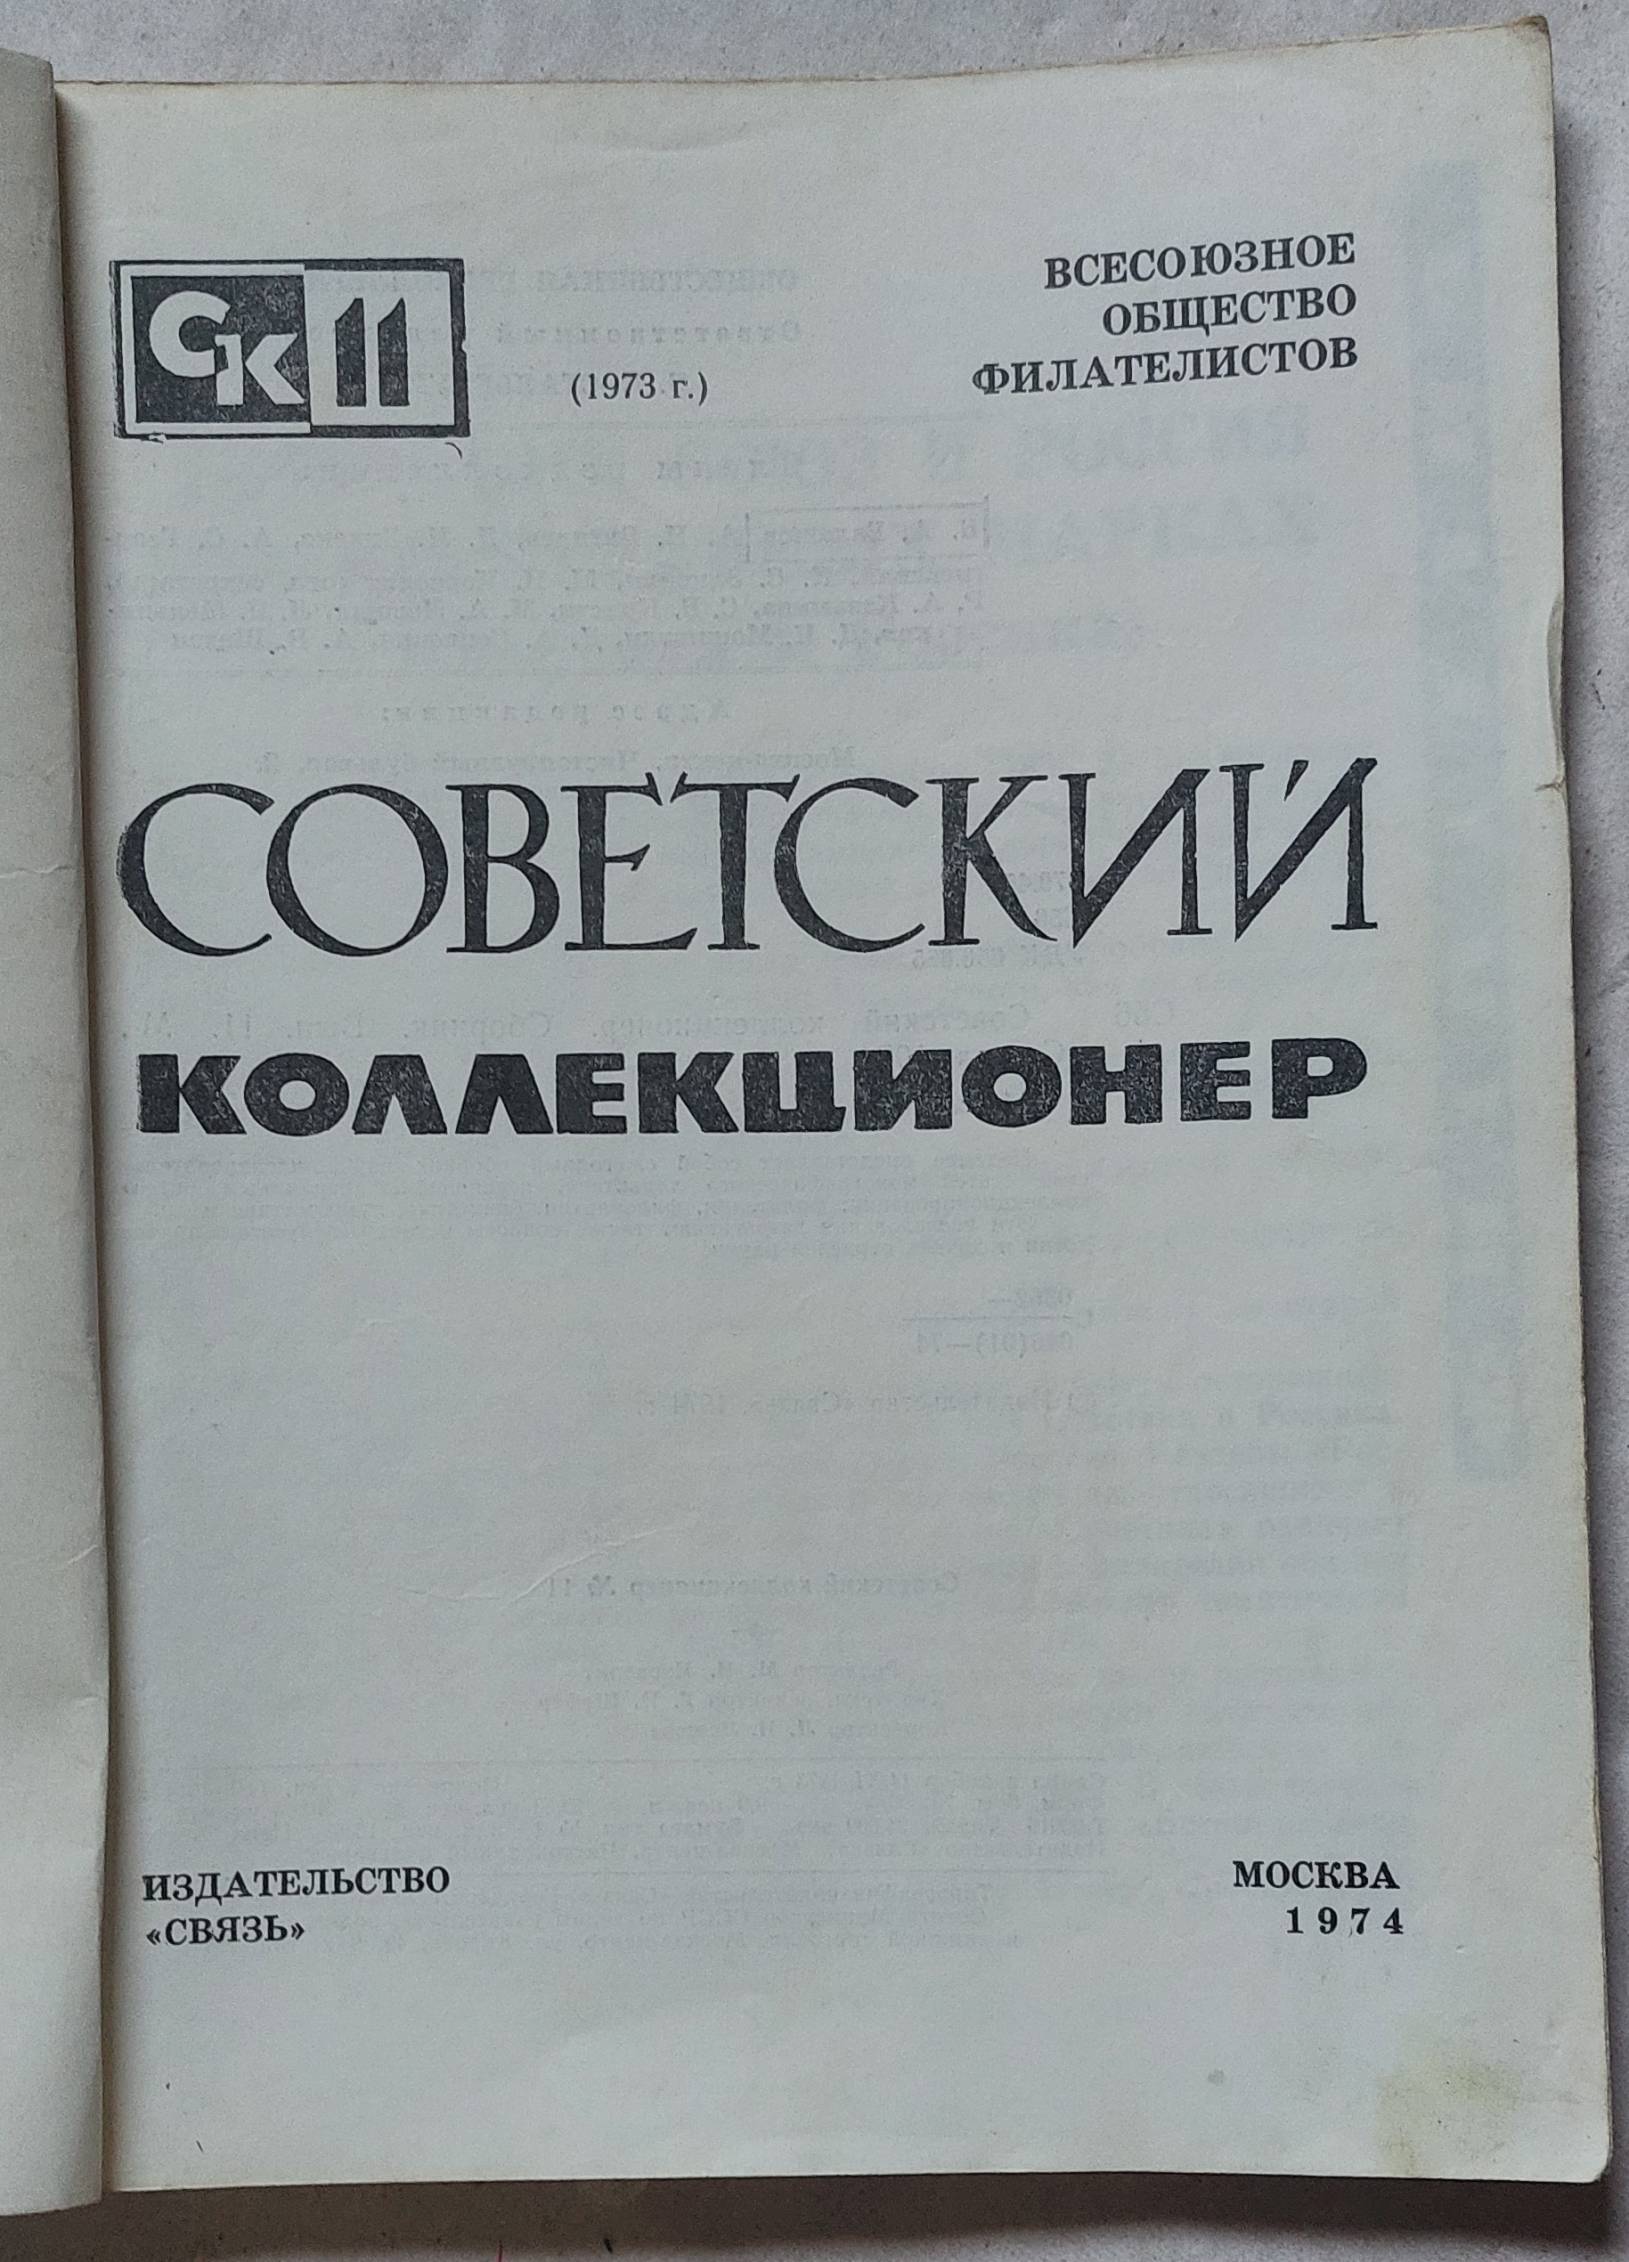 СК 11
(1973 г.)
ВСЕСОЮЗНОЕ
ОБЩЕСТВО
ФИЛАТЕЛИСТОВ
СОВЕТСКИЙ
КОЛЛЕКЦИОНЕР
ИЗДАТЕЛЬСТВО
«СВЯЗЬ»
МОСКВА
1974